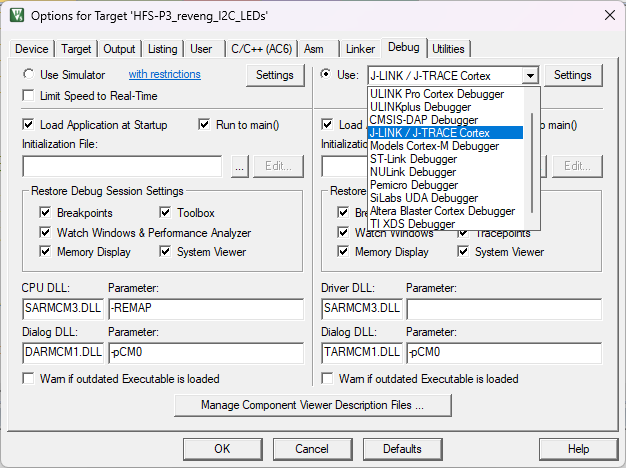 Options for Target 'HFS-P3_reveng_I2C_LEDs'
Device Target Output Listing User C/C++ (AC6) Asm Linker Debug Utilities
Use Simulator with restrictions Settings Use: J-LINK / J-TRACE Cortex Settings
Limit Speed to Real-Time
ULINK Pro Cortex Debugger
ULINKplus Debugger
CMSIS-DAP Debugger
J-LINK / J-TRACE Cortex
Models Cortex-M Debugger
ST-Link Debugger
NULink Debugger
Pemicro Debugger
SiLabs UDA Debugger
Altera Blaster Cortex Debugger
TI XDS Debugger
Load Application at Startup Run to main() Load main()
Initialization File: Initializatio
... Edit... Edit...
Restore Debug Session Settings Restore
Breakpoints Toolbox Bre
Watch Windows & Performance Analyzer Watch Windows Tracepoints
Memory Display System Viewer Memory Display System Viewer
CPU DLL: Parameter: Driver DLL: Parameter:
SARMCM3.DLL -REMAP SARMCM3.DLL
Dialog DLL: Parameter: Dialog DLL: Parameter:
DARMCM1.DLL -pCM0 TARMCM1.DLL -pCM0
Warn if outdated Executable is loaded Warn if outdated Executable is loaded
Manage Component Viewer Description Files ...
OK Cancel Defaults Help